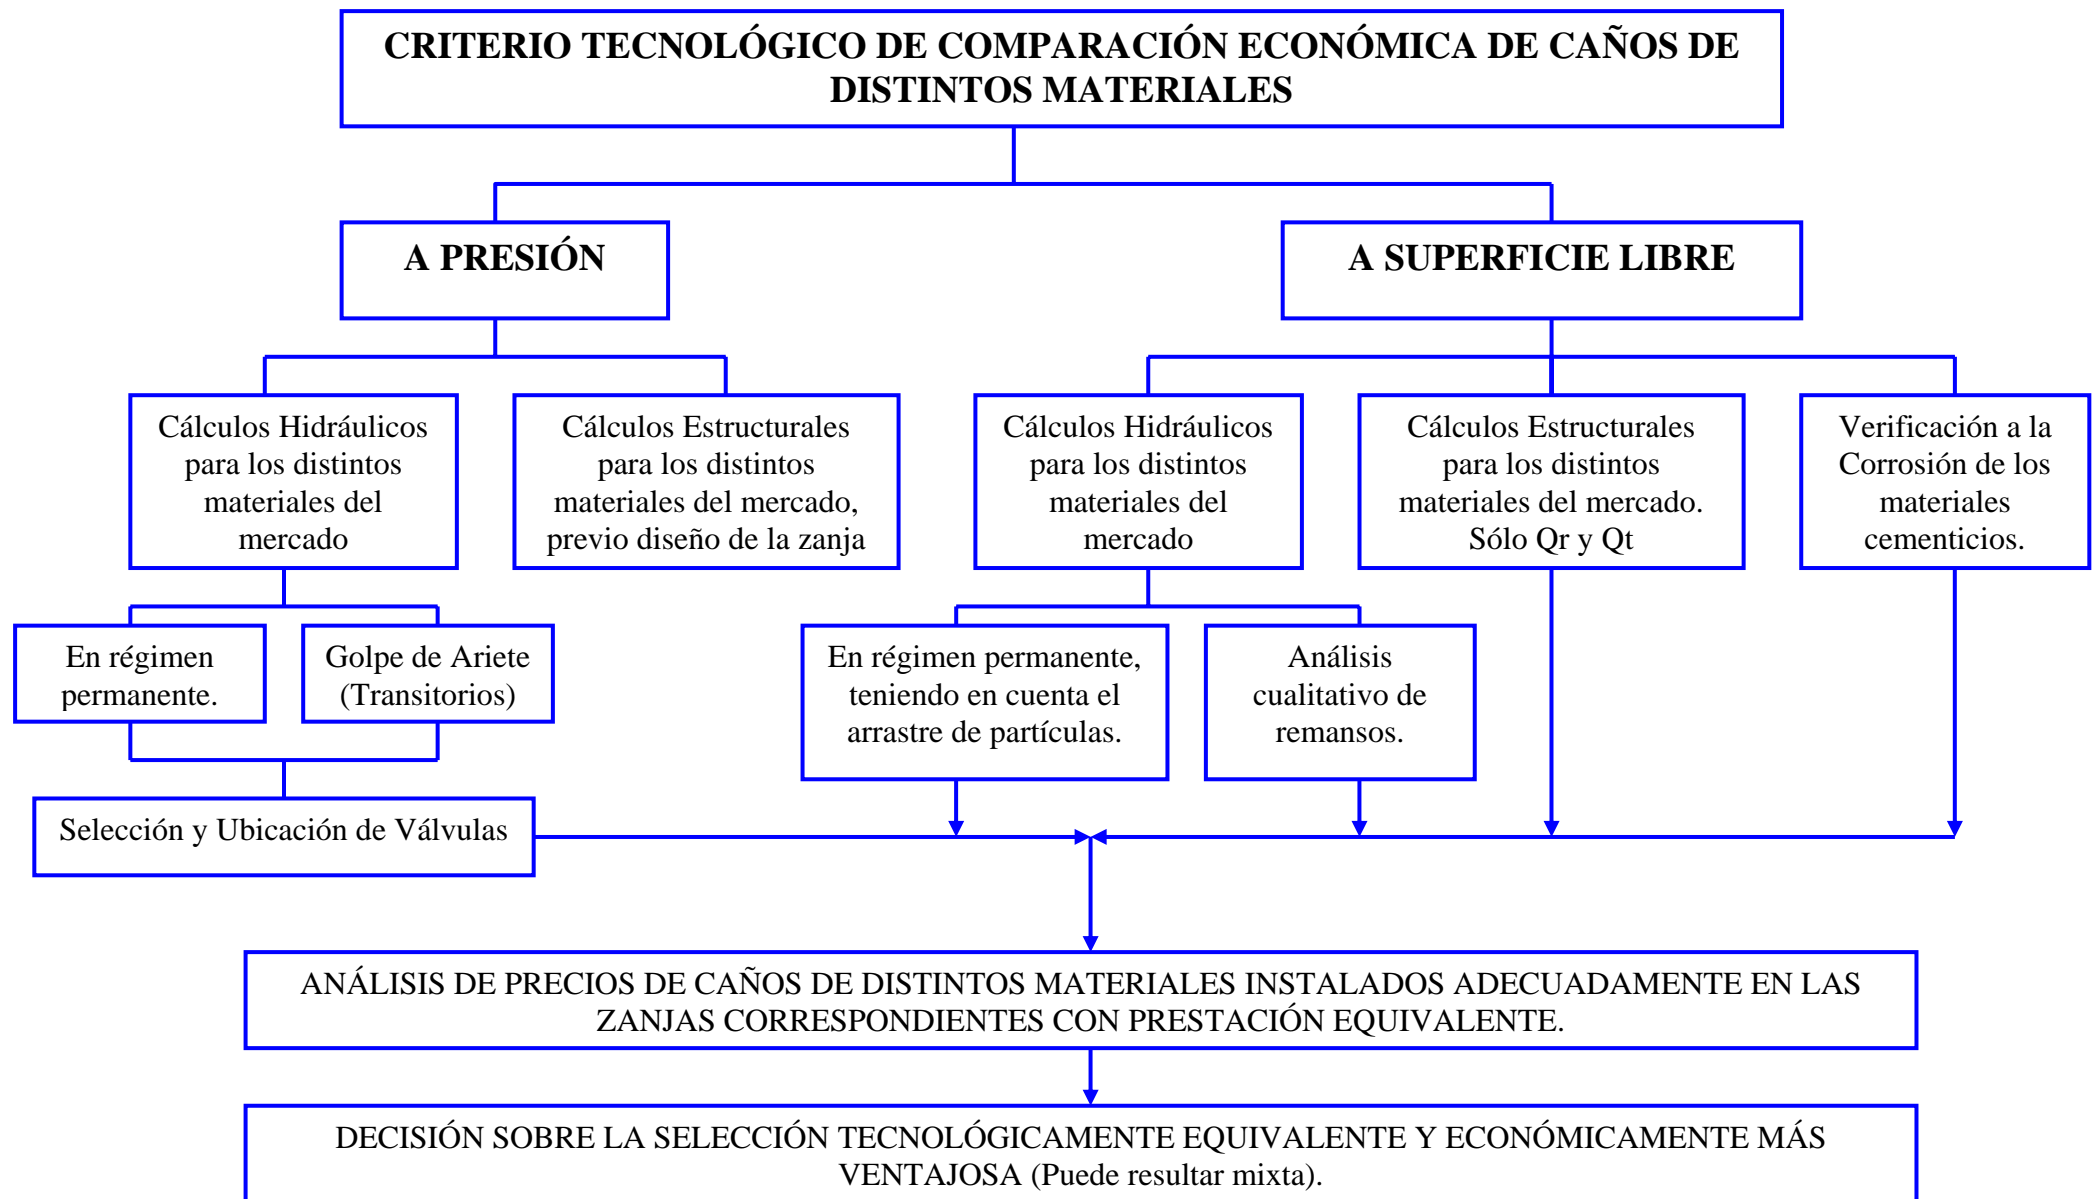 CRITERIO TECNOLÓGICO DE COMPARACIÓN ECONÓMICA DE CAÑOS DE
DISTINTOS MATERIALES
A PRESIÓN
A SUPERFICIE LIBRE
Cálculos Hidráulicos
para los distintos
materiales del
mercado
Cálculos Estructurales
para los distintos
materiales del mercado,
previo diseño de la zanja
Cálculos Hidráulicos
para los distintos
materiales del
mercado
Cálculos Estructurales
para los distintos
materiales del mercado.
Sólo Qr y Qt
Verificación a la
Corrosión de los
materiales
cementicios.
En régimen
permanente.
Golpe de Ariete
(Transitorios)
En régimen permanente,
teniendo en cuenta el
arrastre de partículas.
Análisis
cualitativo de
remansos.
Selección y Ubicación de Válvulas
ANÁLISIS DE PRECIOS DE CAÑOS DE DISTINTOS MATERIALES INSTALADOS ADECUADAMENTE EN LAS
ZANJAS CORRESPONDIENTES CON PRESTACIÓN EQUIVALENTE.
DECISIÓN SOBRE LA SELECCIÓN TECNOLÓGICAMENTE EQUIVALENTE Y ECONÓMICAMENTE MÁS
VENTAJOSA (Puede resultar mixta).